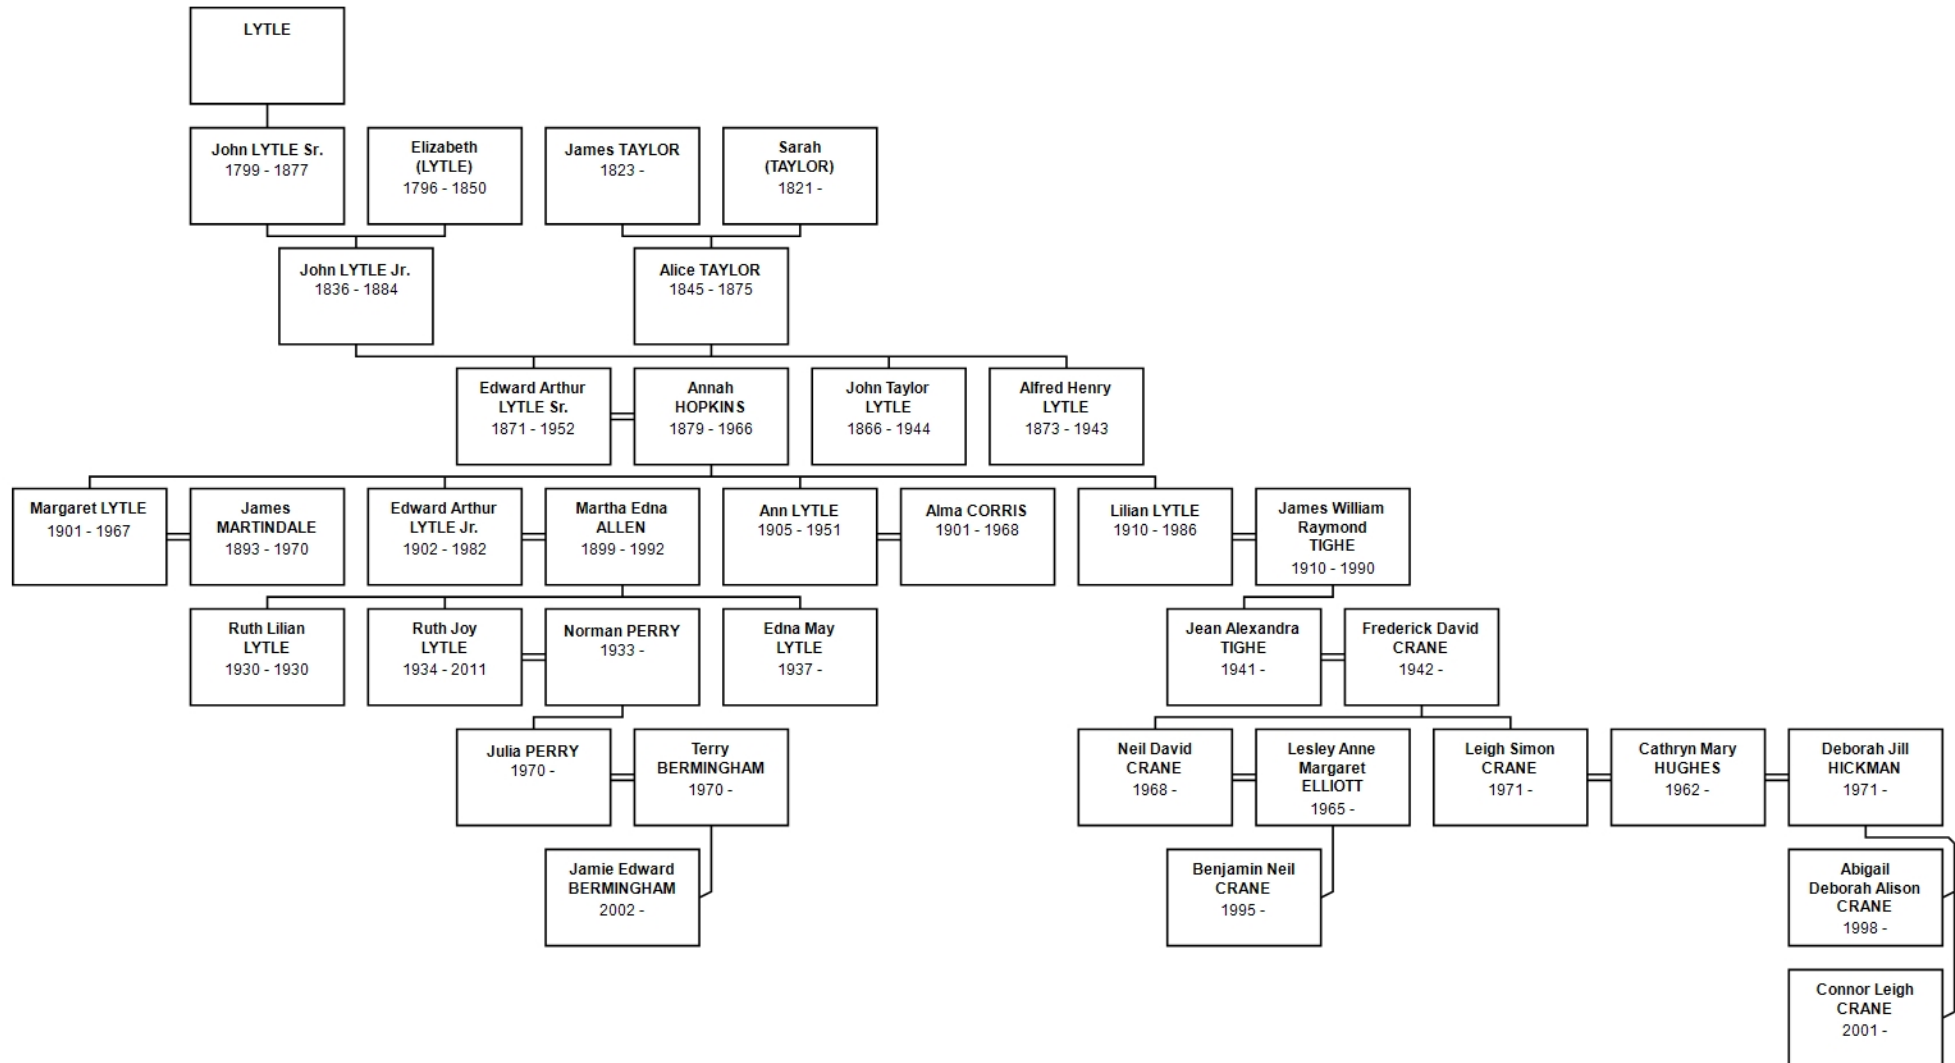 LYTLE
John LYTLE Sr.
1799 - 1877
Elizabeth
(LYTLE)
1796 - 1850
James TAYLOR
1823 -
Sarah
(TAYLOR)
1821 -
John LYTLE Jr.
1836 - 1884
Alice TAYLOR
1845 - 1875
Edward Arthur
LYTLE Sr.
1871 - 1952
Annah
HOPKINS
1879 - 1966
John Taylor
LYTLE
1866 - 1944
Alfred Henry
LYTLE
1873 - 1943
Margaret LYTLE
1901 - 1967
James
MARTINDALE
1893 - 1970
Edward Arthur
LYTLE Jr.
1902 - 1982
Martha Edna
ALLEN
1899 - 1992
Ann LYTLE
1905 - 1951
Alma CORRIS
1901 - 1968
Lilian LYTLE
1910 - 1986
James William
Raymond
TIGHE
1910 - 1990
Ruth Lilian
LYTLE
1930 - 1930
Ruth Joy
LYTLE
1934 - 2011
Norman PERRY
1933 -
Edna May
LYTLE
1937 -
Jean Alexandra
TIGHE
1941 -
Frederick David
CRANE
1942 -
Julia PERRY
1970 -
Terry
BERMINGHAM
1970 -
Neil David
CRANE
1968 -
Lesley Anne
Margaret
ELLIOTT
1965 -
Leigh Simon
CRANE
1971 -
Cathryn Mary
HUGHES
1962 -
Deborah Jill
HICKMAN
1971 -
Jamie Edward
BERMINGHAM
2002 -
Benjamin Neil
CRANE
1995 -
Abigail
Deborah Alison
CRANE
1998 -
Connor Leigh
CRANE
2001 -